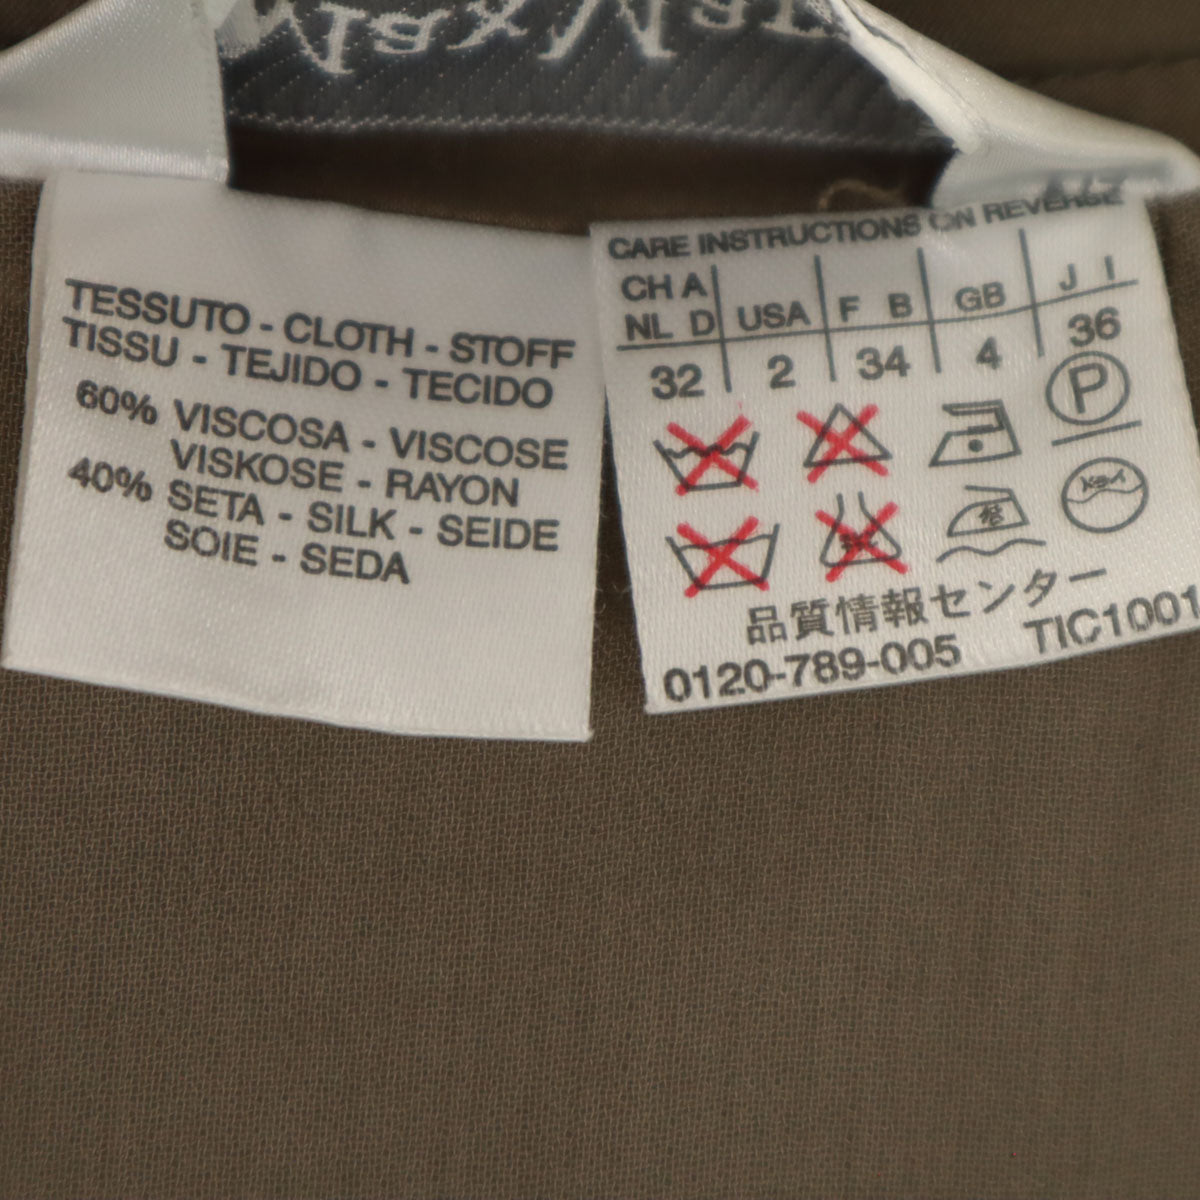 MaxMara
TESSUTO - CLOTH - STOFF
TISSU - TEJIDO - TECIDO
60% VISCOSA - VISCOSE
VISKOSE - RAYON
40% SETA - SILK - SEIDE
SOIE - SEDA
CARE INSTRUCTIONS ON REVERSE
CH A
NL D USA F B GB J I
32 2 34 4 36
P
品質情報センター
0120-789-005 TIC1001